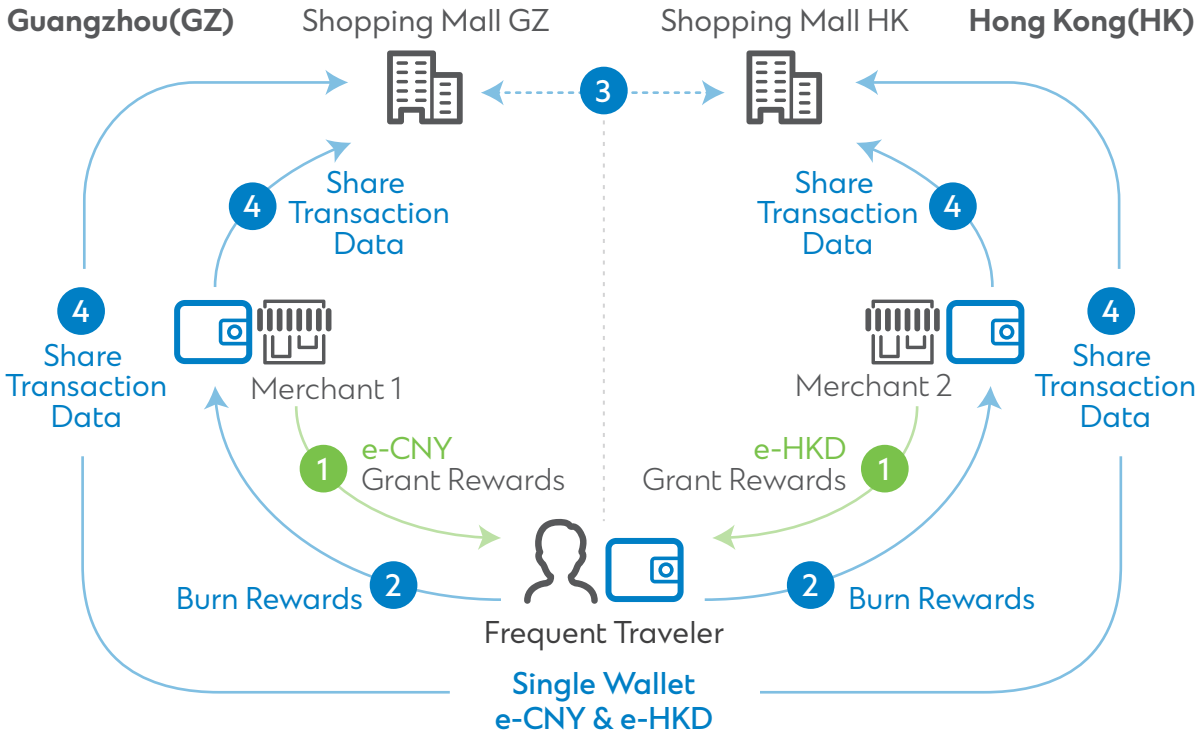 Guangzhou(GZ)
Shopping Mall GZ
Shopping Mall HK
Hong Kong(HK)
3
4
Share
Transaction
Data
Share
Transaction
Data
4
4
Share
Transaction
Data
Merchant 1
Merchant 2
4
Share
Transaction
Data
1
e-CNY
Grant Rewards
e-HKD
Grant Rewards
1
Burn Rewards
2
2
Burn Rewards
Frequent Traveler
Single Wallet
e-CNY & e-HKD